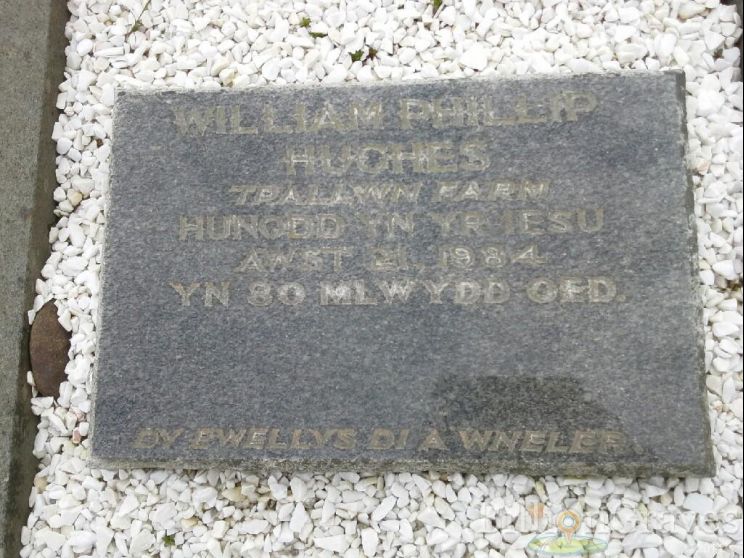 WILLIAM PHILLIP
HUGHES
TRALLWN FARM
HUNODD YN YR IESU
AWST 21, 1984
YN 80 MLWYDD OED.
DY EWELLYS DI A WNELER